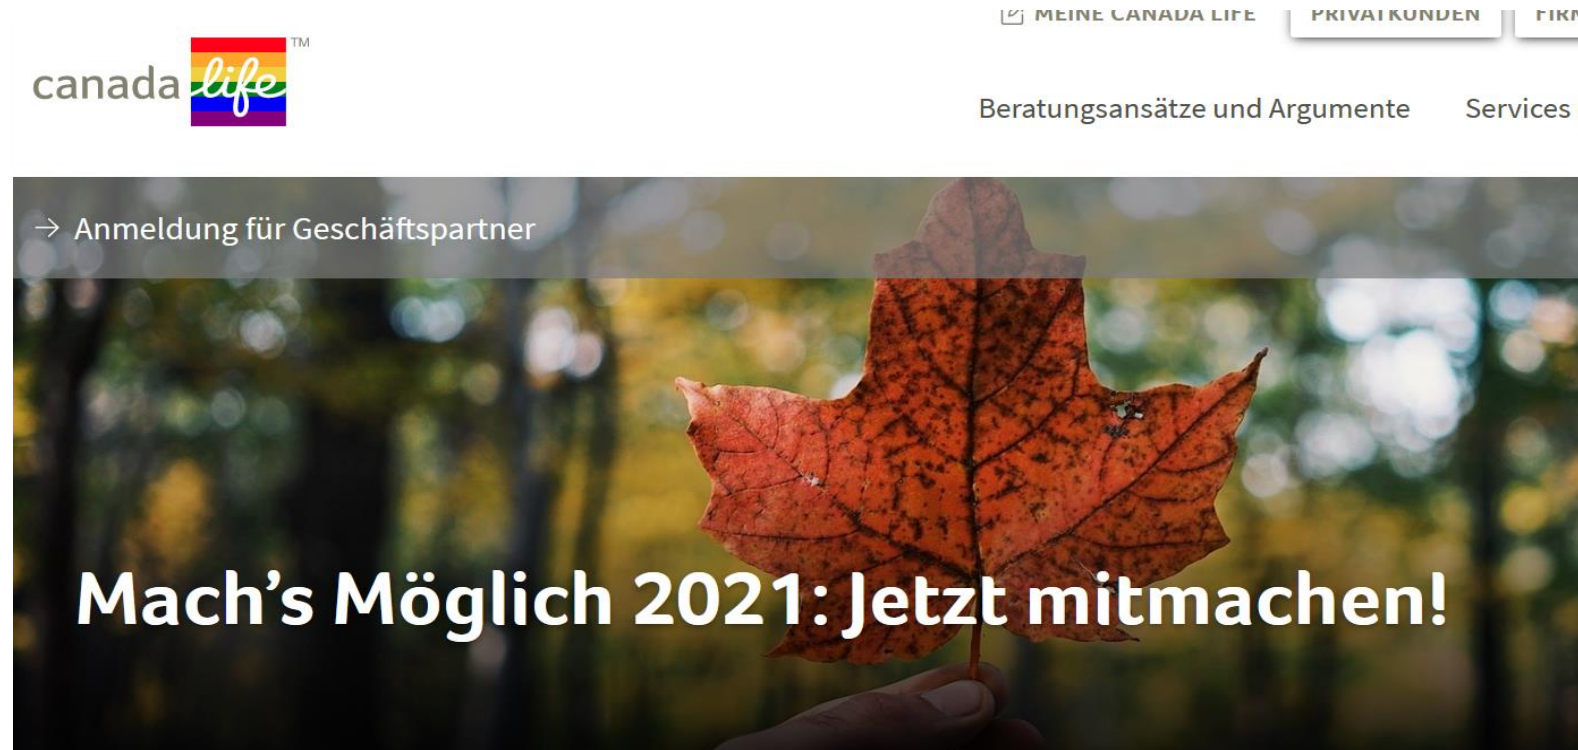 MEINE CANADA LIFE PRIVATKUNDEN
canada life TM
Beratungsansätze und Argumente Services
→ Anmeldung für Geschäftspartner
Mach’s Möglich 2021: Jetzt mitmachen!